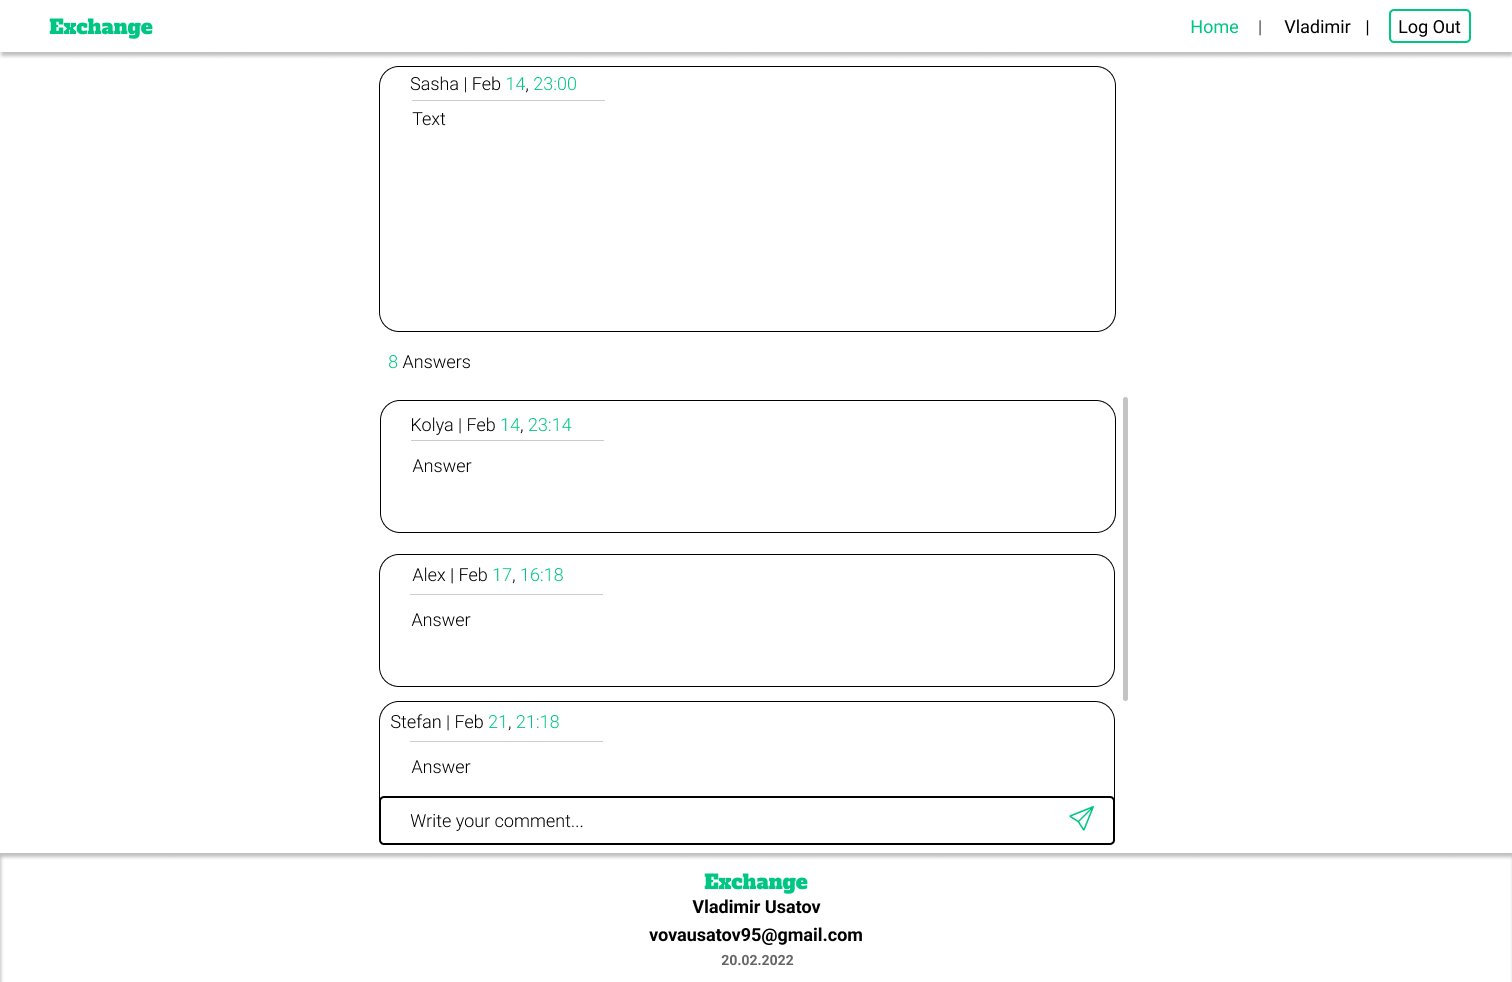 Exchange
Home | Vladimir | Log Out
Sasha | Feb 14, 23:00
Text
8 Answers
Kolya | Feb 14, 23:14
Answer
Alex | Feb 17, 16:18
Answer
Stefan | Feb 21, 21:18
Answer
Write your comment...
Exchange
Vladimir Usatov
vovausatov95@gmail.com
20.02.2022